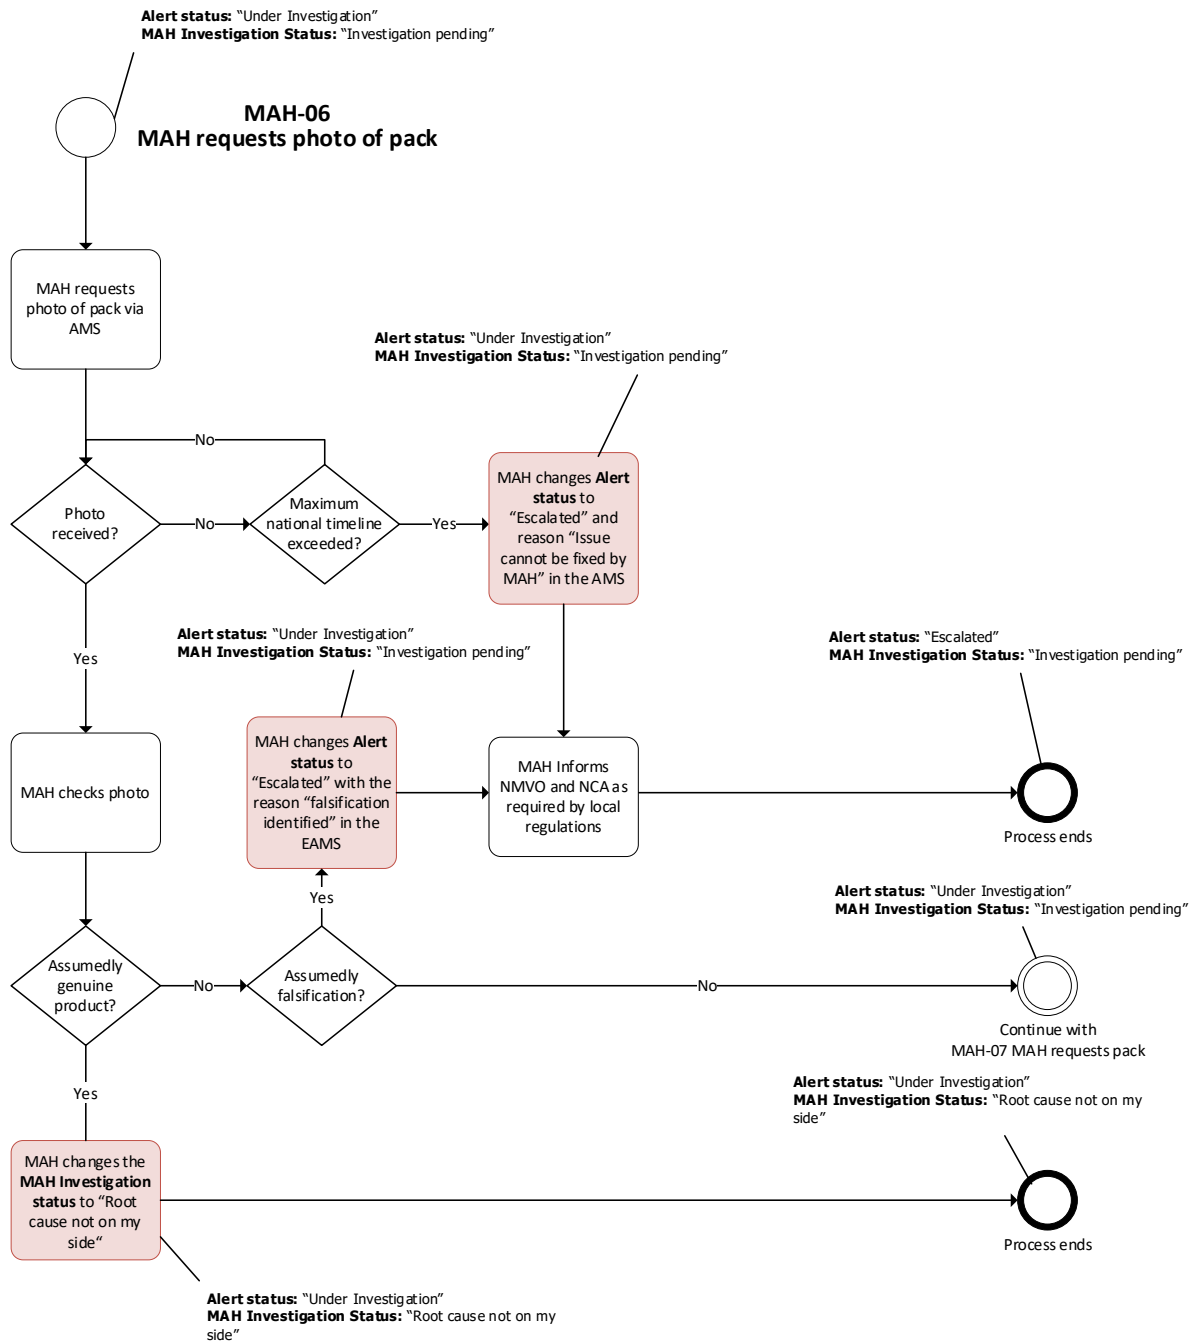 Alert status: “Under Investigation”
MAH Investigation Status: “Investigation pending”
MAH-06
MAH requests photo of pack
MAH requests
photo of pack via
AMS
Alert status: “Under Investigation”
MAH Investigation Status: “Investigation pending”
No
Photo
received?
No
Maximum
national timeline
exceeded?
Yes
MAH changes Alert
status to
“Escalated” and
reason “Issue
cannot be fixed by
MAH” in the AMS
Yes
Alert status: “Under Investigation”
MAH Investigation Status: “Investigation pending”
Alert status: “Escalated”
MAH Investigation Status: “Investigation pending”
MAH checks photo
MAH changes Alert
status to
“Escalated” with the
reason “falsification
identified” in the
EAMS
MAH Informs
NMVO and NCA as
required by local
regulations
Process ends
Yes
Alert status: “Under Investigation”
MAH Investigation Status: “Investigation pending”
Assumedly
genuine
product?
No
Assumedly
falsification?
No
Continue with
MAH-07 MAH requests pack
Yes
Alert status: “Under Investigation”
MAH Investigation Status: “Root cause not on my
side”
MAH changes the
MAH Investigation
status to “Root
cause not on my
side“
Process ends
Alert status: “Under Investigation”
MAH Investigation Status: “Root cause not on my
side”